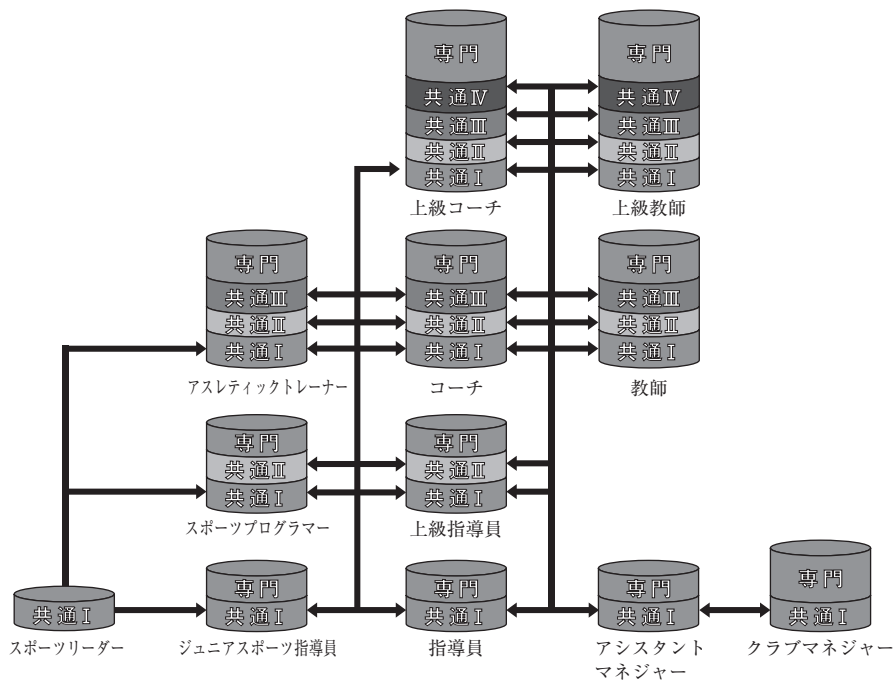 専門
共通Ⅳ
共通Ⅲ
共通Ⅱ
共通Ⅰ
上級コーチ
専門
共通Ⅳ
共通Ⅲ
共通Ⅱ
共通Ⅰ
上級教師
専門
共通Ⅲ
共通Ⅱ
共通Ⅰ
アスレティックトレーナー
専門
共通Ⅲ
共通Ⅱ
共通Ⅰ
コーチ
専門
共通Ⅲ
共通Ⅱ
共通Ⅰ
教師
専門
共通Ⅱ
共通Ⅰ
スポーツプログラマー
専門
共通Ⅱ
共通Ⅰ
上級指導員
共通Ⅰ
スポーツリーダー
専門
共通Ⅰ
ジュニアスポーツ指導員
専門
共通Ⅰ
指導員
専門
共通Ⅰ
アシスタント
マネジャー
専門
共通Ⅰ
クラブマネジャー